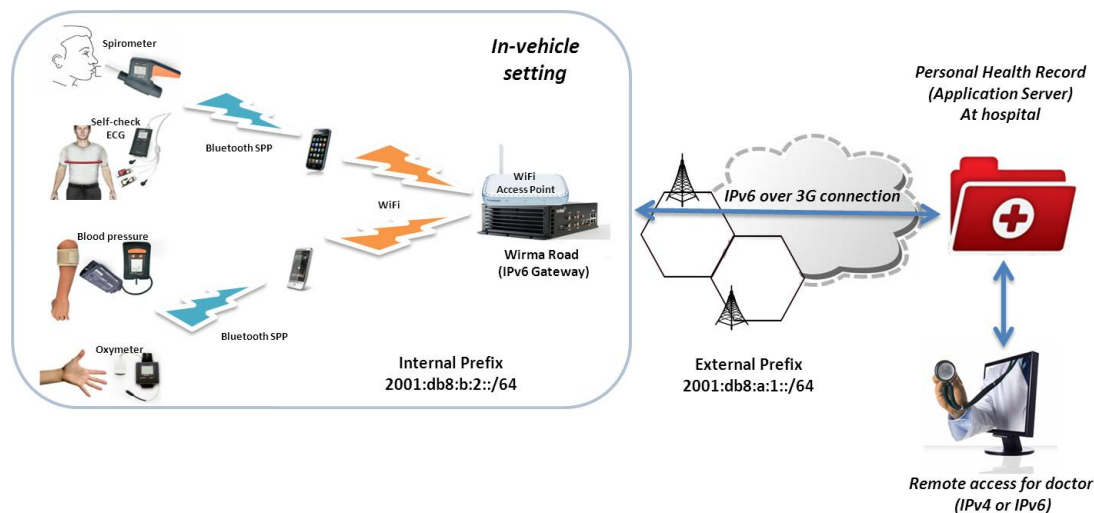 Spirometer
In-vehicle
setting
Self-check
ECG
Bluetooth SPP
WiFi
WiFi
Access Point
Wirma Road
(IPv6 Gateway)
Blood pressure
Bluetooth SPP
Oxymeter
Internal Prefix
2001:db8:b:2::/64
IPv6 over 3G connection
External Prefix
2001:db8:a:1::/64
Personal Health Record
(Application Server)
At hospital
Remote access for doctor
(IPv4 or IPv6)